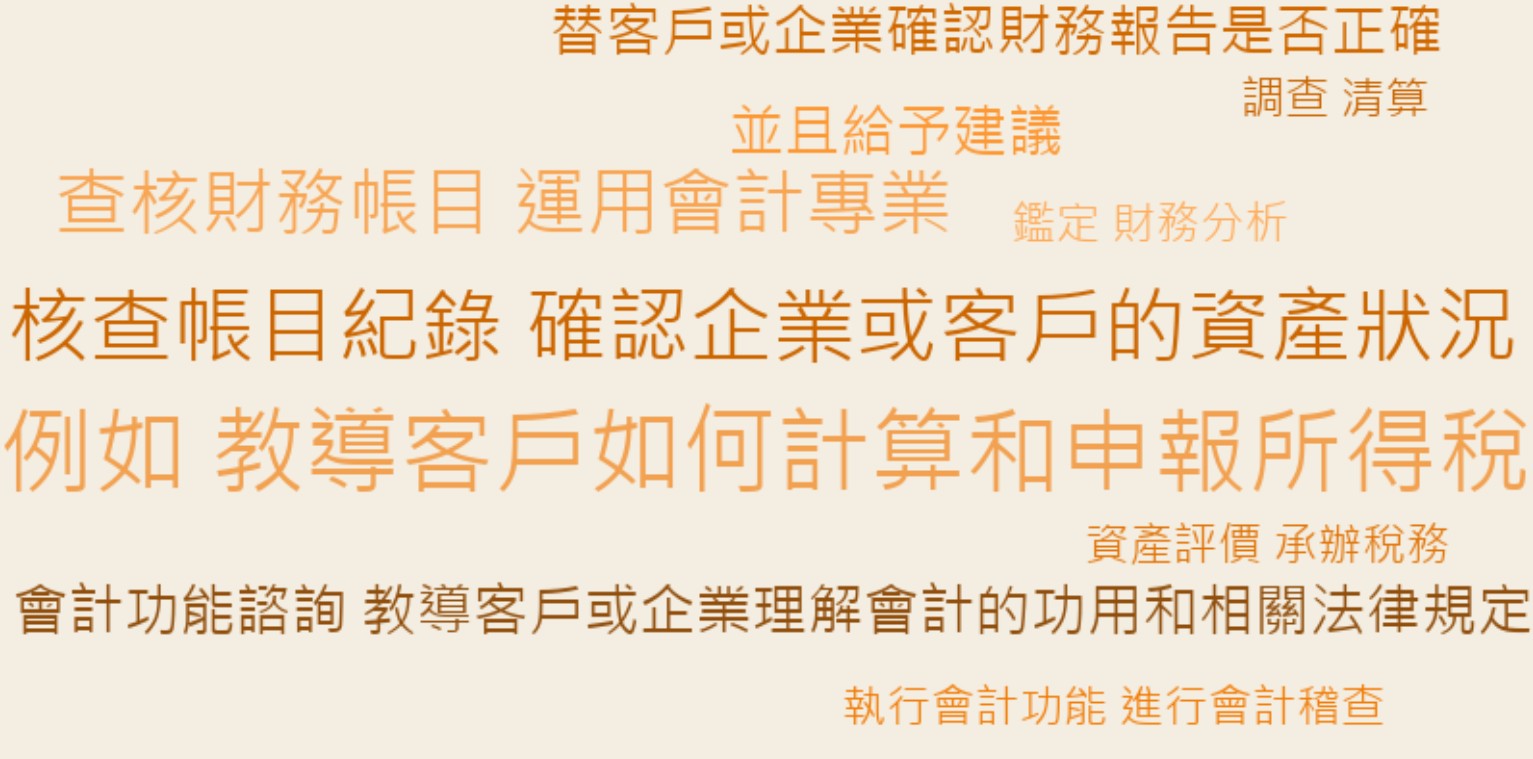 替客戶或企業確認財務報告是否正確
調查 清算
並且給予建議
查核財務帳目 運用會計專業
鑑定 財務分析
核查帳目紀錄 確認企業或客戶的資產狀況
例如 教導客戶如何計算和申報所得稅
資產評價 承辦稅務
會計功能諮詢 教導客戶或企業理解會計的功用和相關法律規定
執行會計功能 進行會計稽查